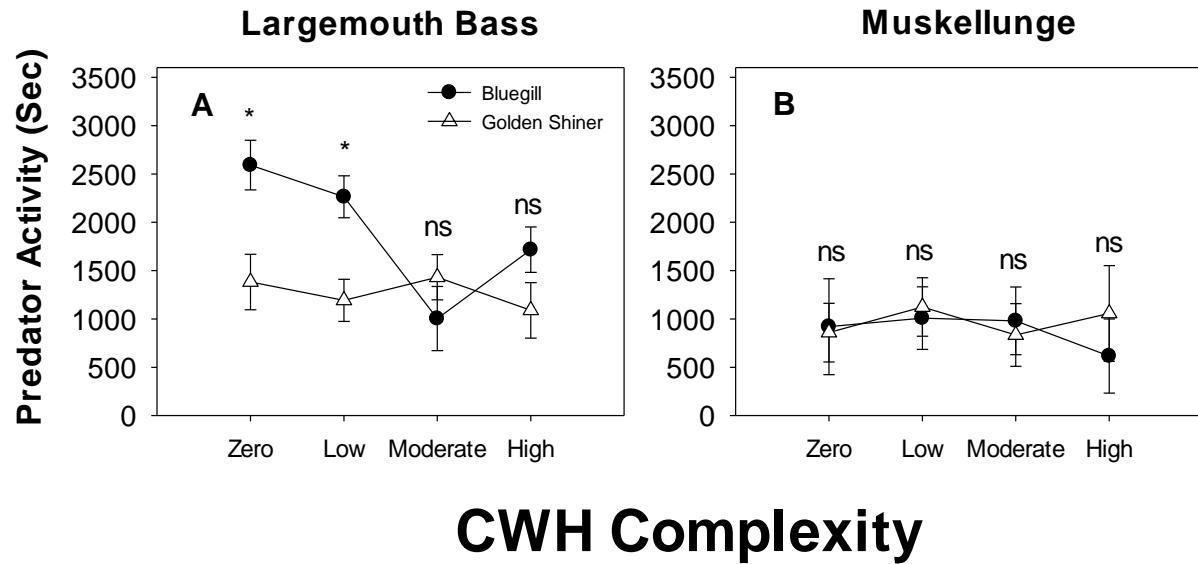 Largemouth Bass
Muskellunge
Predator Activity (Sec)
3500
3000
2500
2000
1500
1000
500
0
A
*
*
ns
ns
Bluegill
Golden Shiner
Zero Low Moderate High
3500
3000
2500
2000
1500
1000
500
0
B
ns
ns
ns
ns
Zero Low Moderate High
CWH Complexity